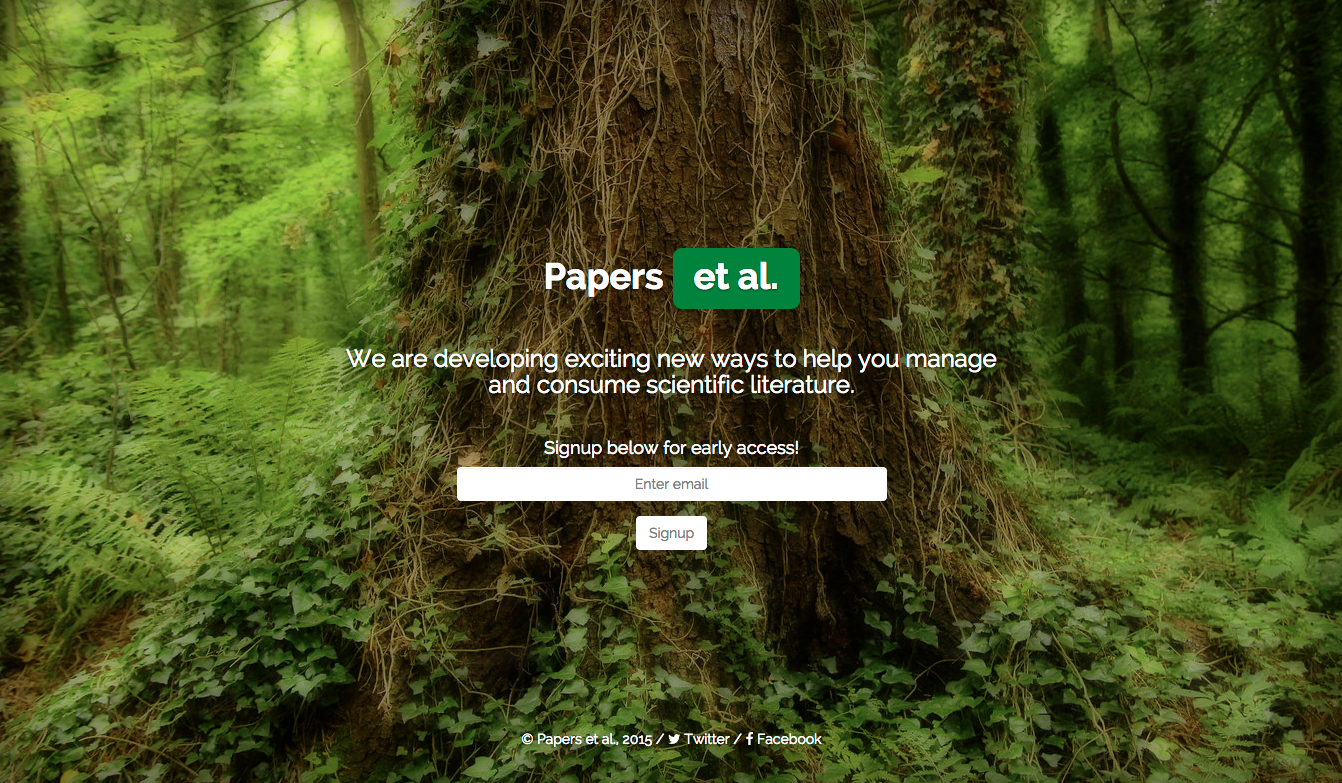 Papers et al.
We are developing exciting new ways to help you manage
and consume scientific literature.
Signup below for early access!
Enter email
Signup
© Papers et al., 2015 / Twitter / Facebook